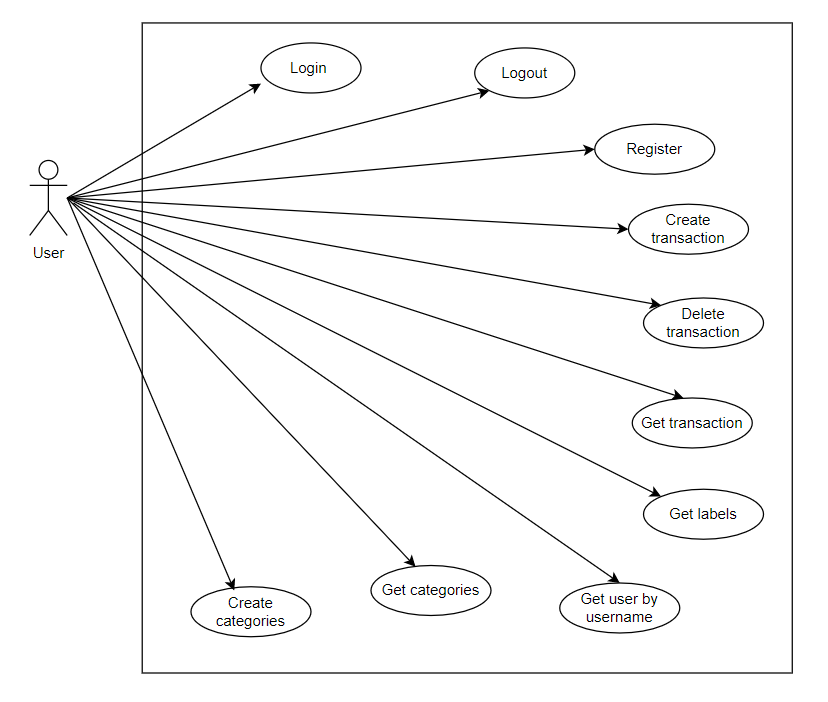 Login
Logout
Register
User
Create
transaction
Delete
transaction
Get transaction
Get labels
Get categories
Create
categories
Get user by
username